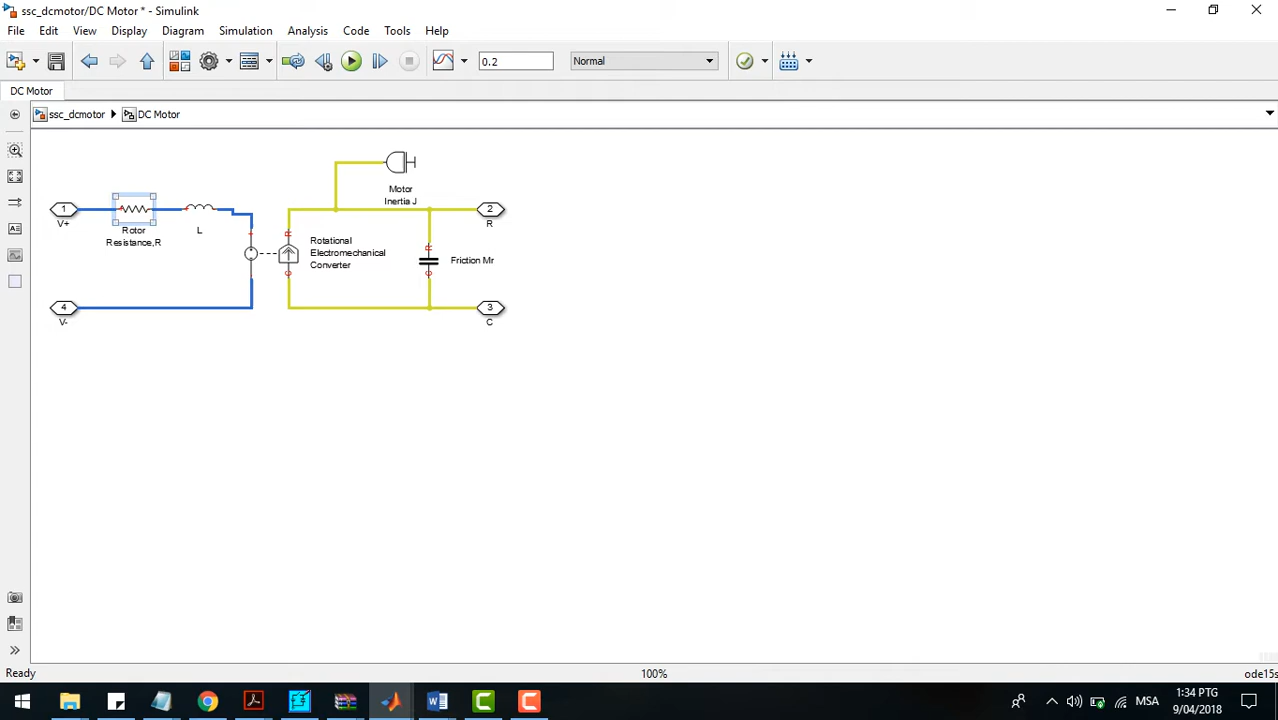 ssc_dcmotor/DC Motor * - Simulink
File Edit View Display Diagram Simulation Analysis Code Tools Help
0.2 Normal
DC Motor
ssc_dcmotor DC Motor
Motor
Inertia J
1
V+
Rotor
Resistance,R
L
Rotational
Electromechanical
Converter
Friction Mr
2
R
4
V-
3
C
Ready 100% ode15s
MSA 1:34 PTG
9/04/2018